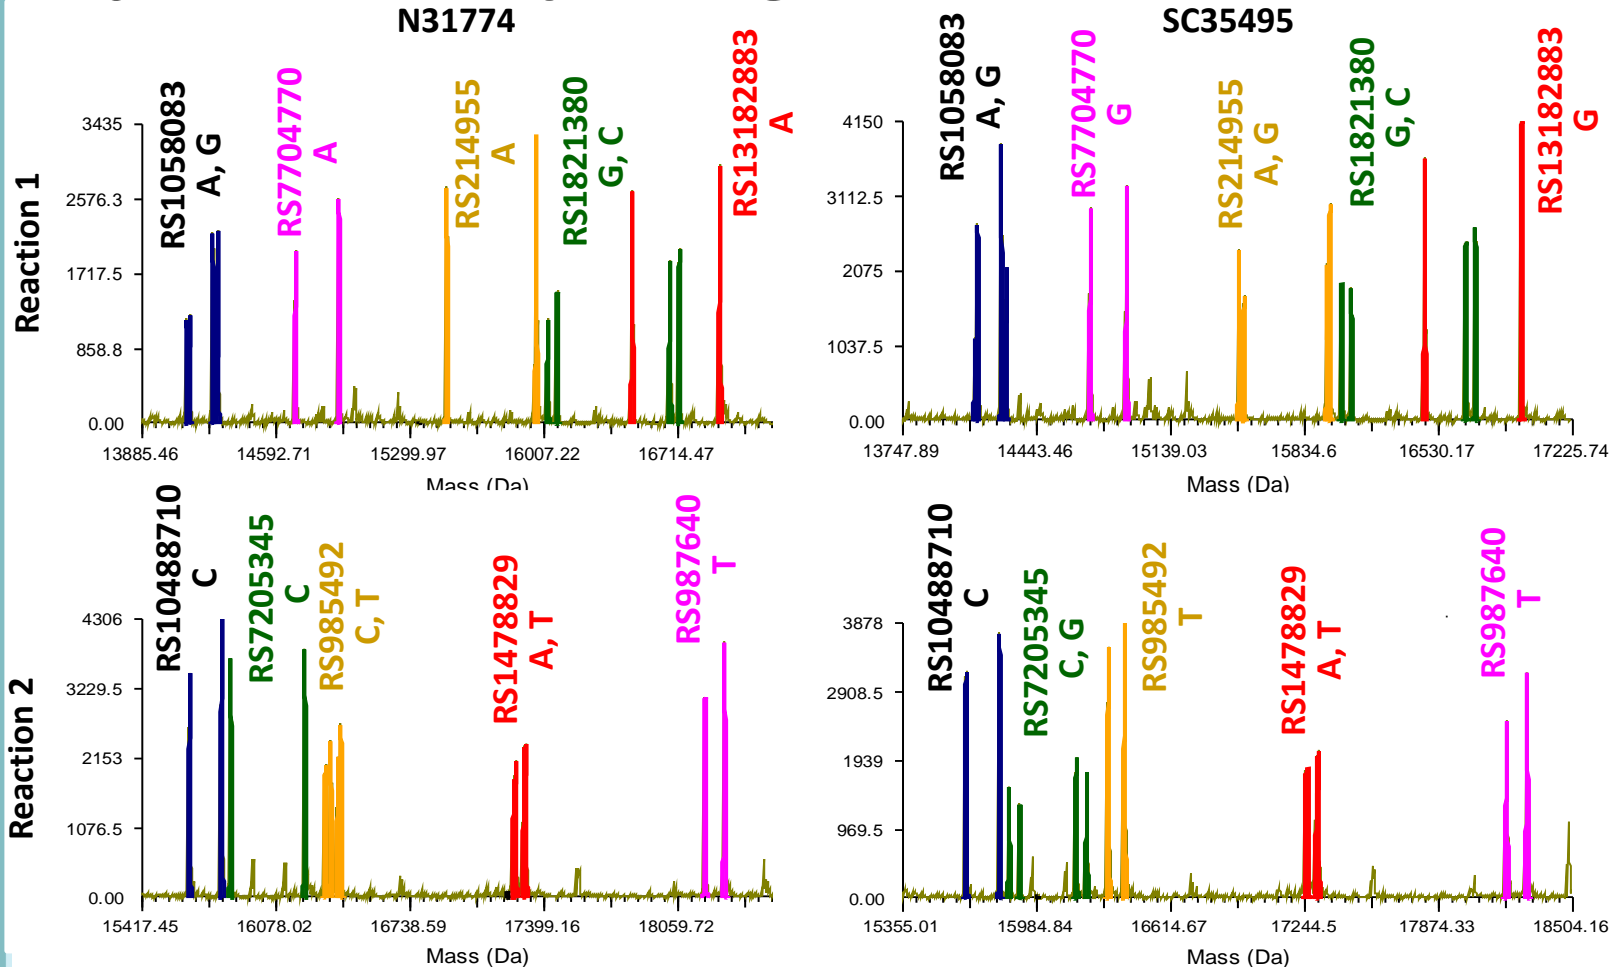 N31774
SC35495
Reaction 1
RS1058083
A, G
RS7704770
A
RS214955
A
RS1821380
G, C
RS13182883
A
3435
2576.3
1717.5
858.8
0.00
13885.46
14592.71
15299.97
16007.22
16714.47
Mass (Da)
RS1058083
A, G
RS7704770
G
RS214955
A, G
RS1821380
G, C
RS13182883
G
4150
3112.5
2075
1037.5
0.00
13747.89
14443.46
15139.03
15834.6
16530.17
17225.74
Mass (Da)
Reaction 2
RS10488710
C
RS7205345
C
RS985492
C, T
RS1478829
A, T
RS987640
T
4306
3229.5
2153
1076.5
0.00
15417.45
16078.02
16738.59
17399.16
18059.72
Mass (Da)
RS10488710
C
RS7205345
C, G
RS985492
T
RS1478829
A, T
RS987640
T
3878
2908.5
1939
969.5
0.00
15355.01
15984.84
16614.67
17244.5
17874.33
18504.16
Mass (Da)